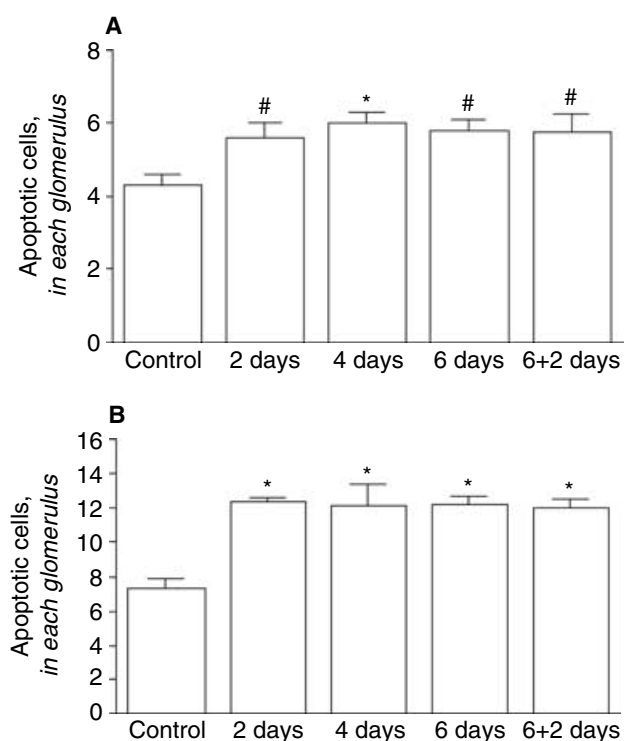 A
Apoptotic cells,
in each glomerulus
8
6
4
2
0
#
*
#
#
Control 2 days 4 days 6 days 6+2 days
B
Apoptotic cells,
in each glomerulus
16
14
12
10
8
6
4
2
0
*
*
*
*
Control 2 days 4 days 6 days 6+2 days